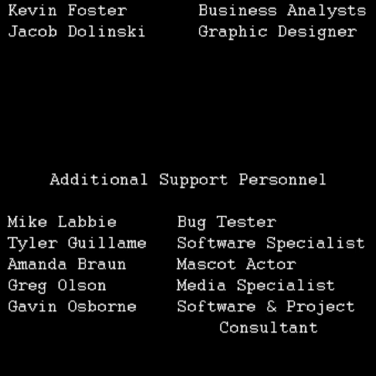 Kevin Foster Business Analysts
Jacob Dolinski Graphic Designer
Additional Support Personnel
Mike Labbie Bug Tester
Tyler Guillame Software Specialist
Amanda Braun Mascot Actor
Greg Olson Media Specialist
Gavin Osborne Software & Project
Consultant